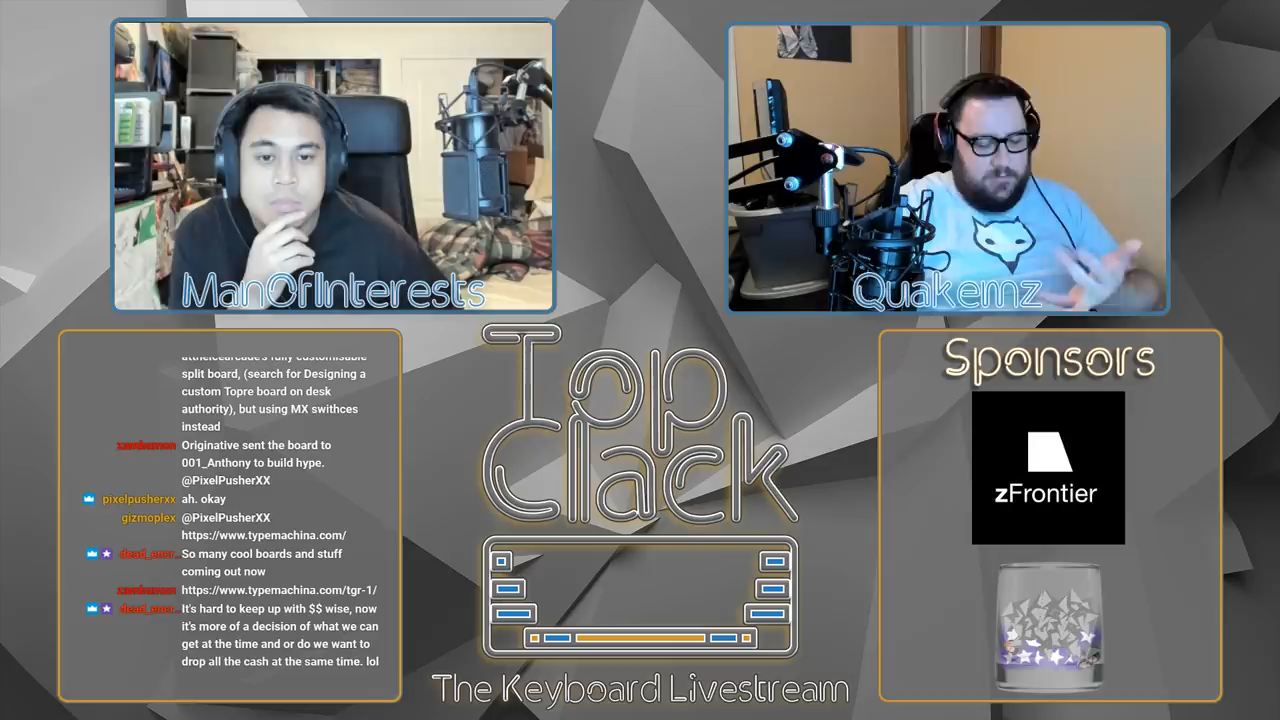 ManOfInterests
Quakemz
split board, (search for Designing a
custom Topre board on desk
authority), but using MX swithces
instead
Originative sent the board to
001_Anthony to build hype.
@PixelPusherXX
pixelpusherxx ah. okay
gizmoplex @PixelPusherXX
https://www.typemachina.com/
So many cool boards and stuff
coming out now
https://www.typemachina.com/tgr-1/
It's hard to keep up with $$ wise, now
it's more of a decision of what we can
get at the time and or do we want to
drop all the cash at the same time. lol
Top
Clack
The Keyboard Livestream
Sponsors
zFrontier